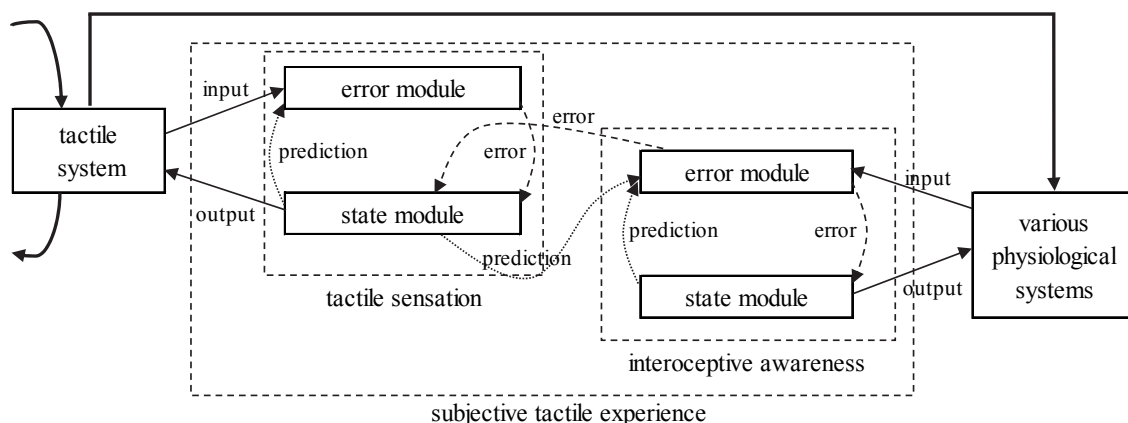 input
error module
tactile
system
error
prediction
error
error module
input
output
state module
various
physiological
systems
prediction
error
prediction
tactile sensation
state module
output
interoceptive awareness
subjective tactile experience